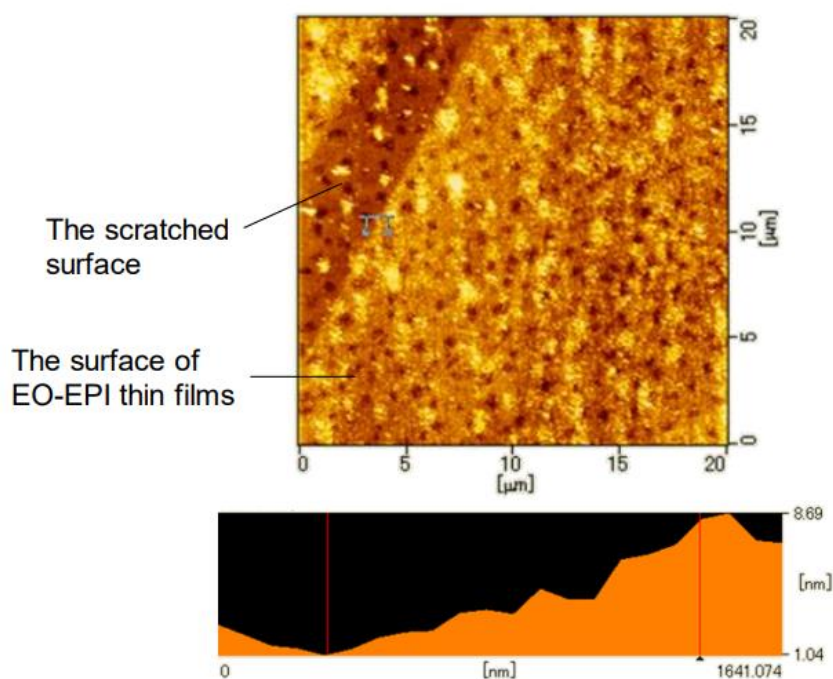 20
15
10
5
0
[μm]
The scratched
surface
The surface of
EO-EPI thin films
0 5 10 15 20
[μm]
8.69
[nm]
1.04
0 [nm] 1641.074